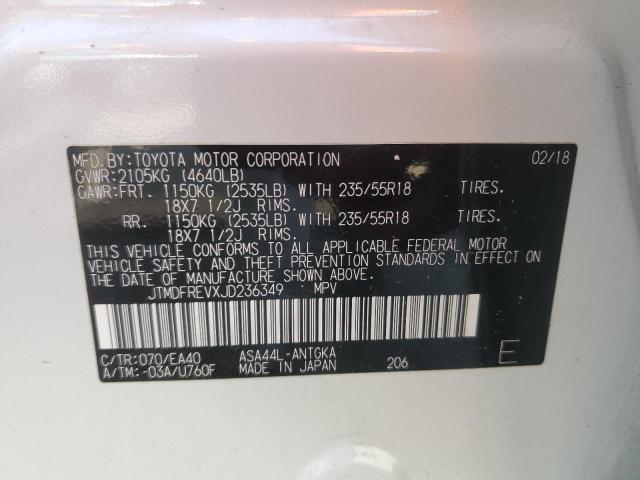 MFD.BY:TOYOTA MOTOR CORPORATION 02/18
GVWR:2105KG (4640LB)
GAWR:FRT. 1150KG (2535LB) WITH 235/55R18 TIRES.
18X7 1/2J RIMS.
RR. 1150KG (2535LB) WITH 235/55R18 TIRES.
18X7 1/2J RIMS.
THIS VEHICLE CONFORMS TO ALL APPLICABLE FEDERAL MOTOR
VEHICLE SAFETY AND THEFT PREVENTION STANDARDS IN EFFECT ON
THE DATE OF MANUFACTURE SHOWN ABOVE.
JTMDFREVXJD236349 MPV
C/TR:070/EA40 ASA44L-ANTGKA
A/TM:-03A/U760F MADE IN JAPAN 206 E